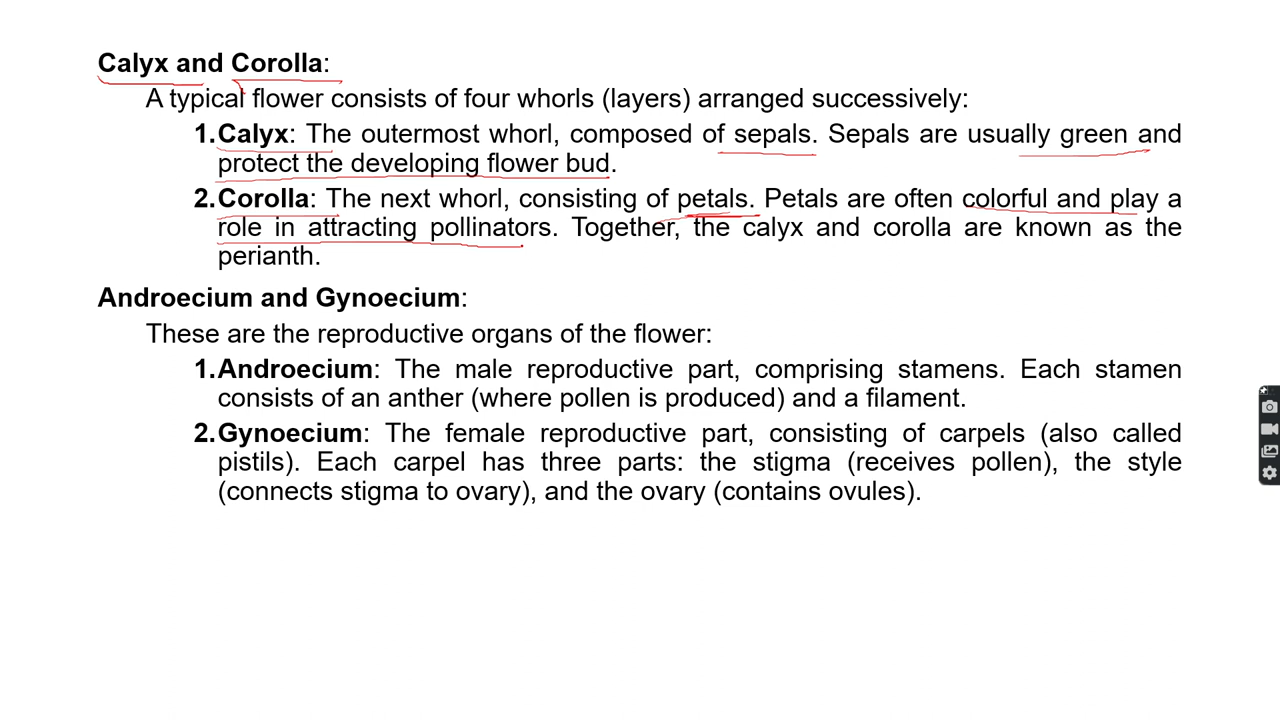 Calyx and Corolla:
A typical flower consists of four whorls (layers) arranged successively:
1.Calyx: The outermost whorl, composed of sepals. Sepals are usually green and
protect the developing flower bud.
2.Corolla: The next whorl, consisting of petals. Petals are often colorful and play a
role in attracting pollinators. Together, the calyx and corolla are known as the
perianth.
Androecium and Gynoecium:
These are the reproductive organs of the flower:
1.Androecium: The male reproductive part, comprising stamens. Each stamen
consists of an anther (where pollen is produced) and a filament.
2.Gynoecium: The female reproductive part, consisting of carpels (also called
pistils). Each carpel has three parts: the stigma (receives pollen), the style
(connects stigma to ovary), and the ovary (contains ovules).